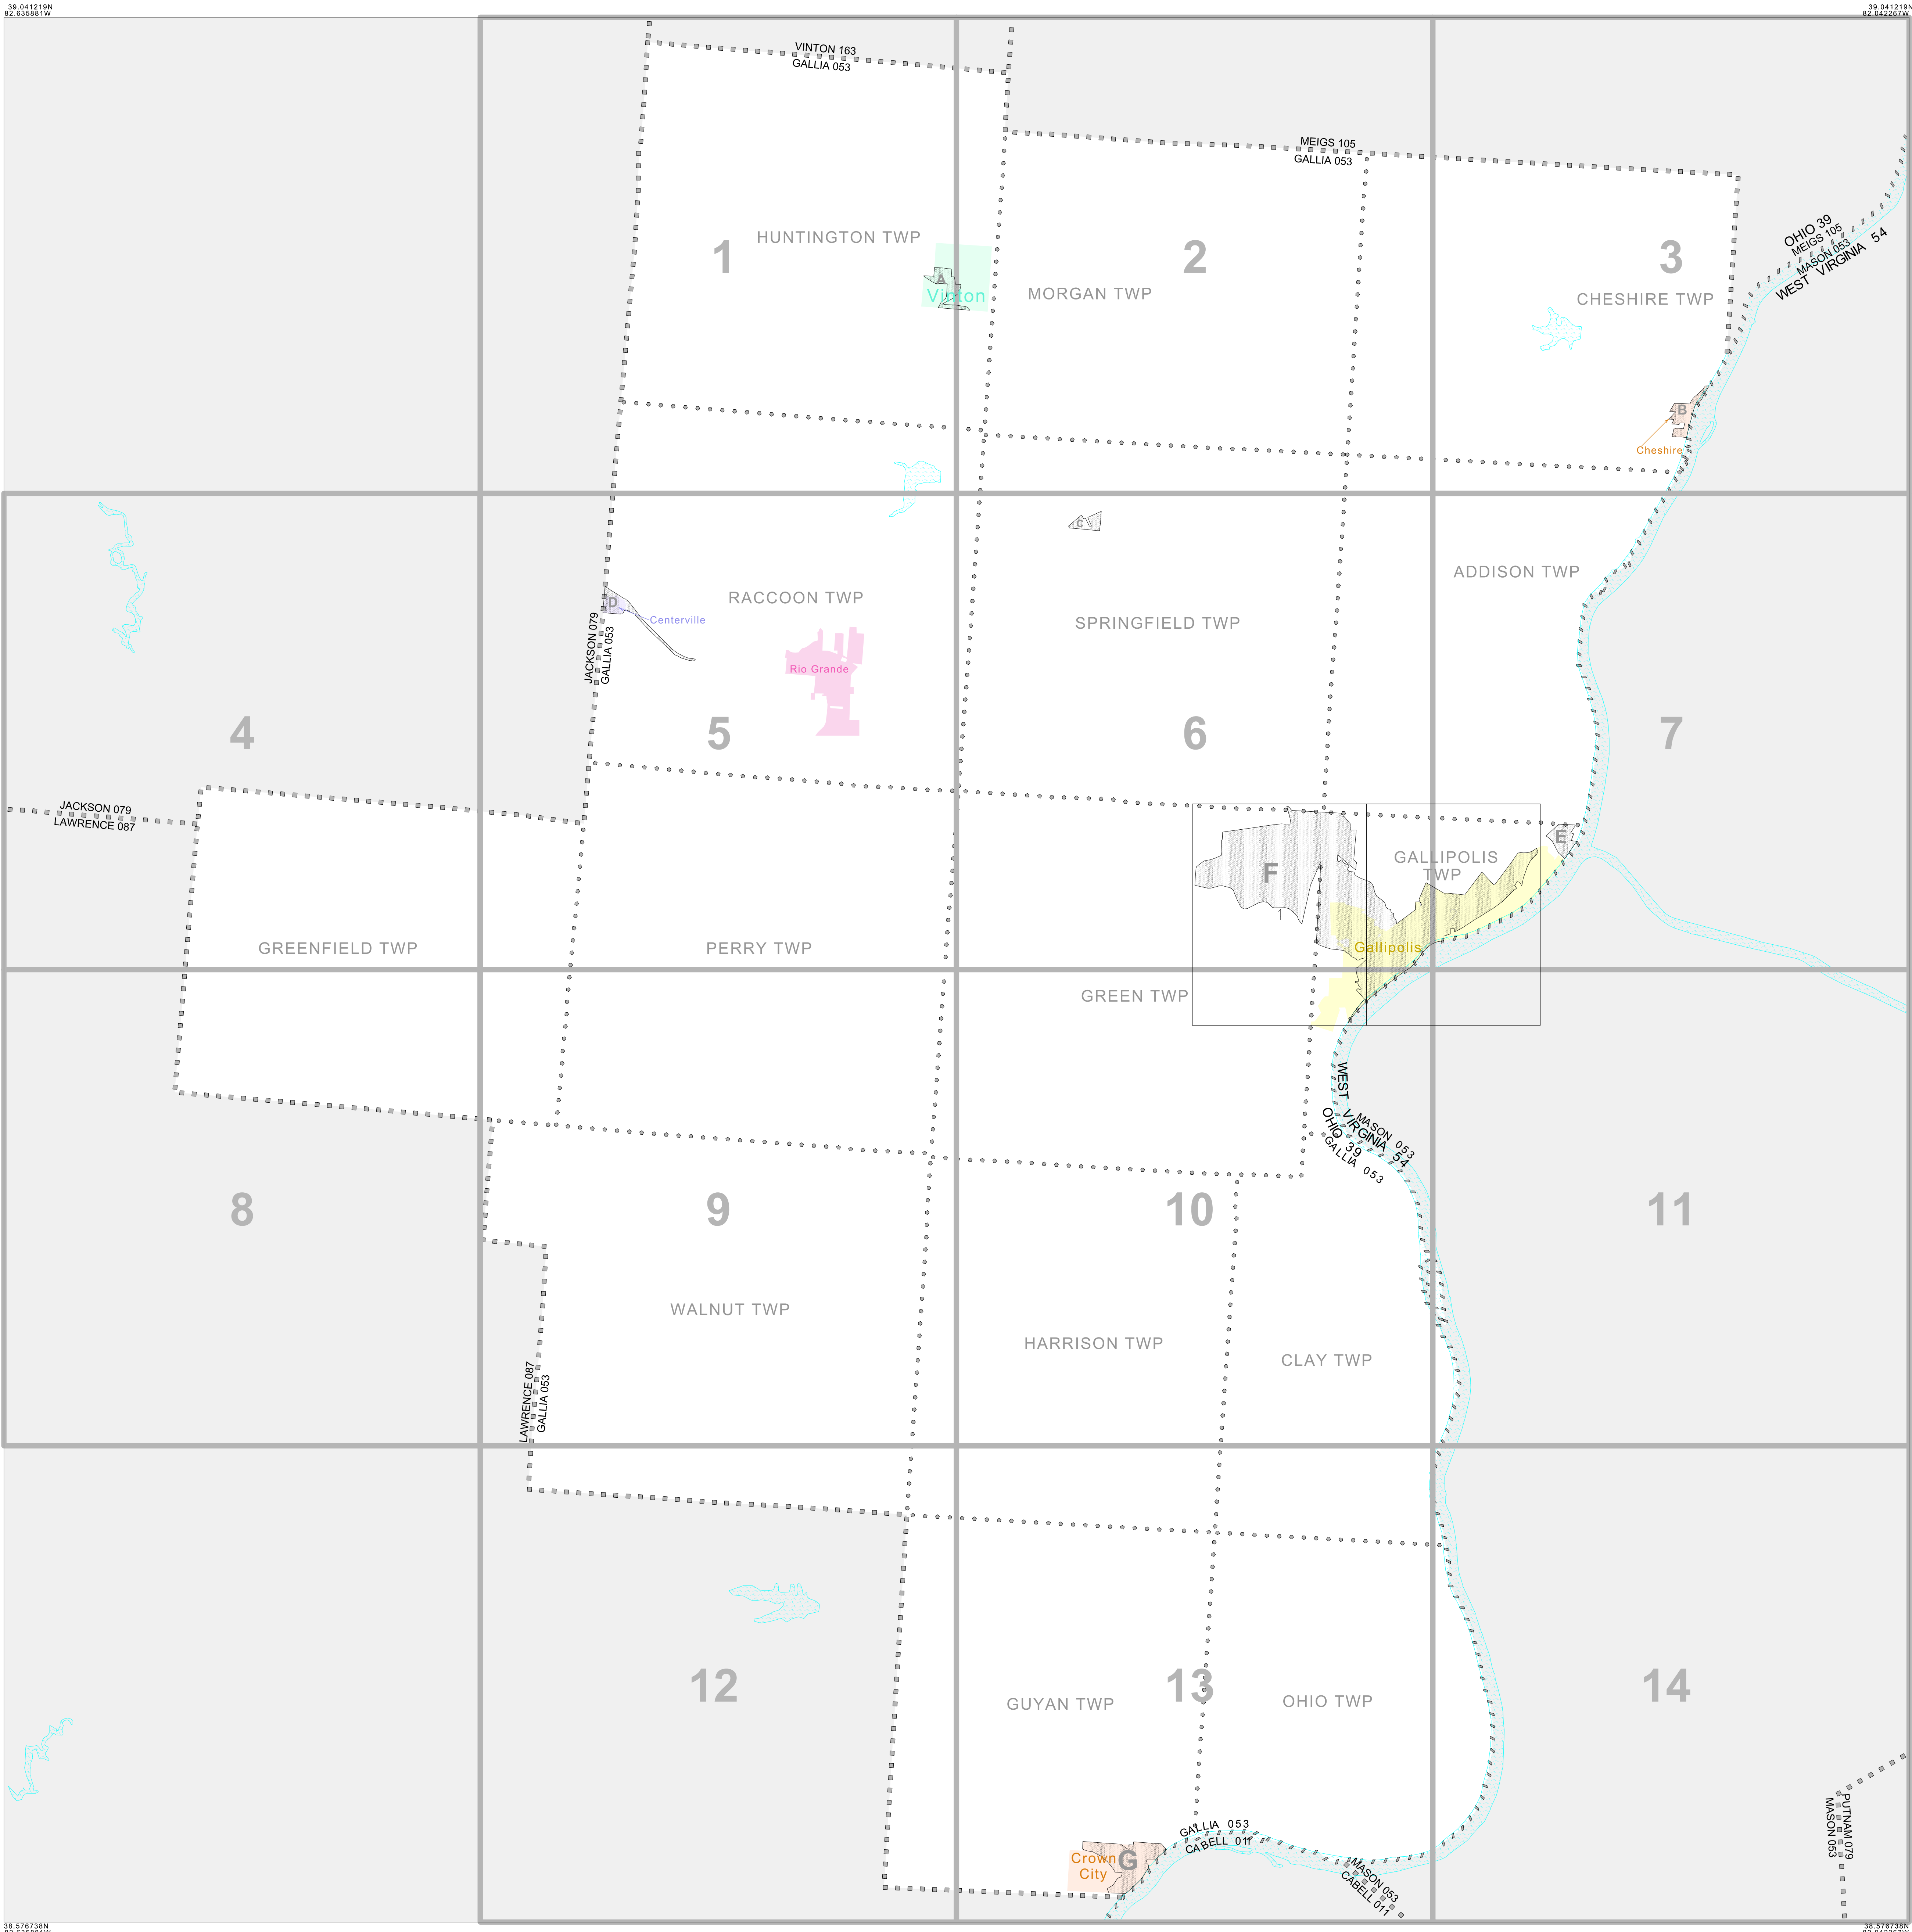 39.041219N
82.635881W
39.041219N
82.042267W
VINTON 163
GALLIA 053
MEIGS 105
GALLIA 053
OHIO 39
MEIGS 105
MASON 053
WEST VIRGINIA 54
HUNTINGTON TWP
1
2
3
A
Vinton
MORGAN TWP
CHESHIRE TWP
B
Cheshire
C
ADDISON TWP
D
Centerville
RACCOON TWP
SPRINGFIELD TWP
JACKSON 079
GALLIA 053
Rio Grande
4
5
6
7
JACKSON 079
LAWRENCE 087
E
GALLIPOLIS
TWP
F
1
2
Gallipolis
GREENFIELD TWP
PERRY TWP
GREEN TWP
WEST VIRGINIA 54
MASON 053
OHIO 39
GALLIA 053
8
9
10
11
WALNUT TWP
HARRISON TWP
CLAY TWP
LAWRENCE 087
GALLIA 053
12
13
14
GUYAN TWP
OHIO TWP
PUTNAM 079
MASON 053
GALLIA 053
CABELL 011
G
Crown
City
MASON 053
CABELL 011
38.576738N
38.576738N